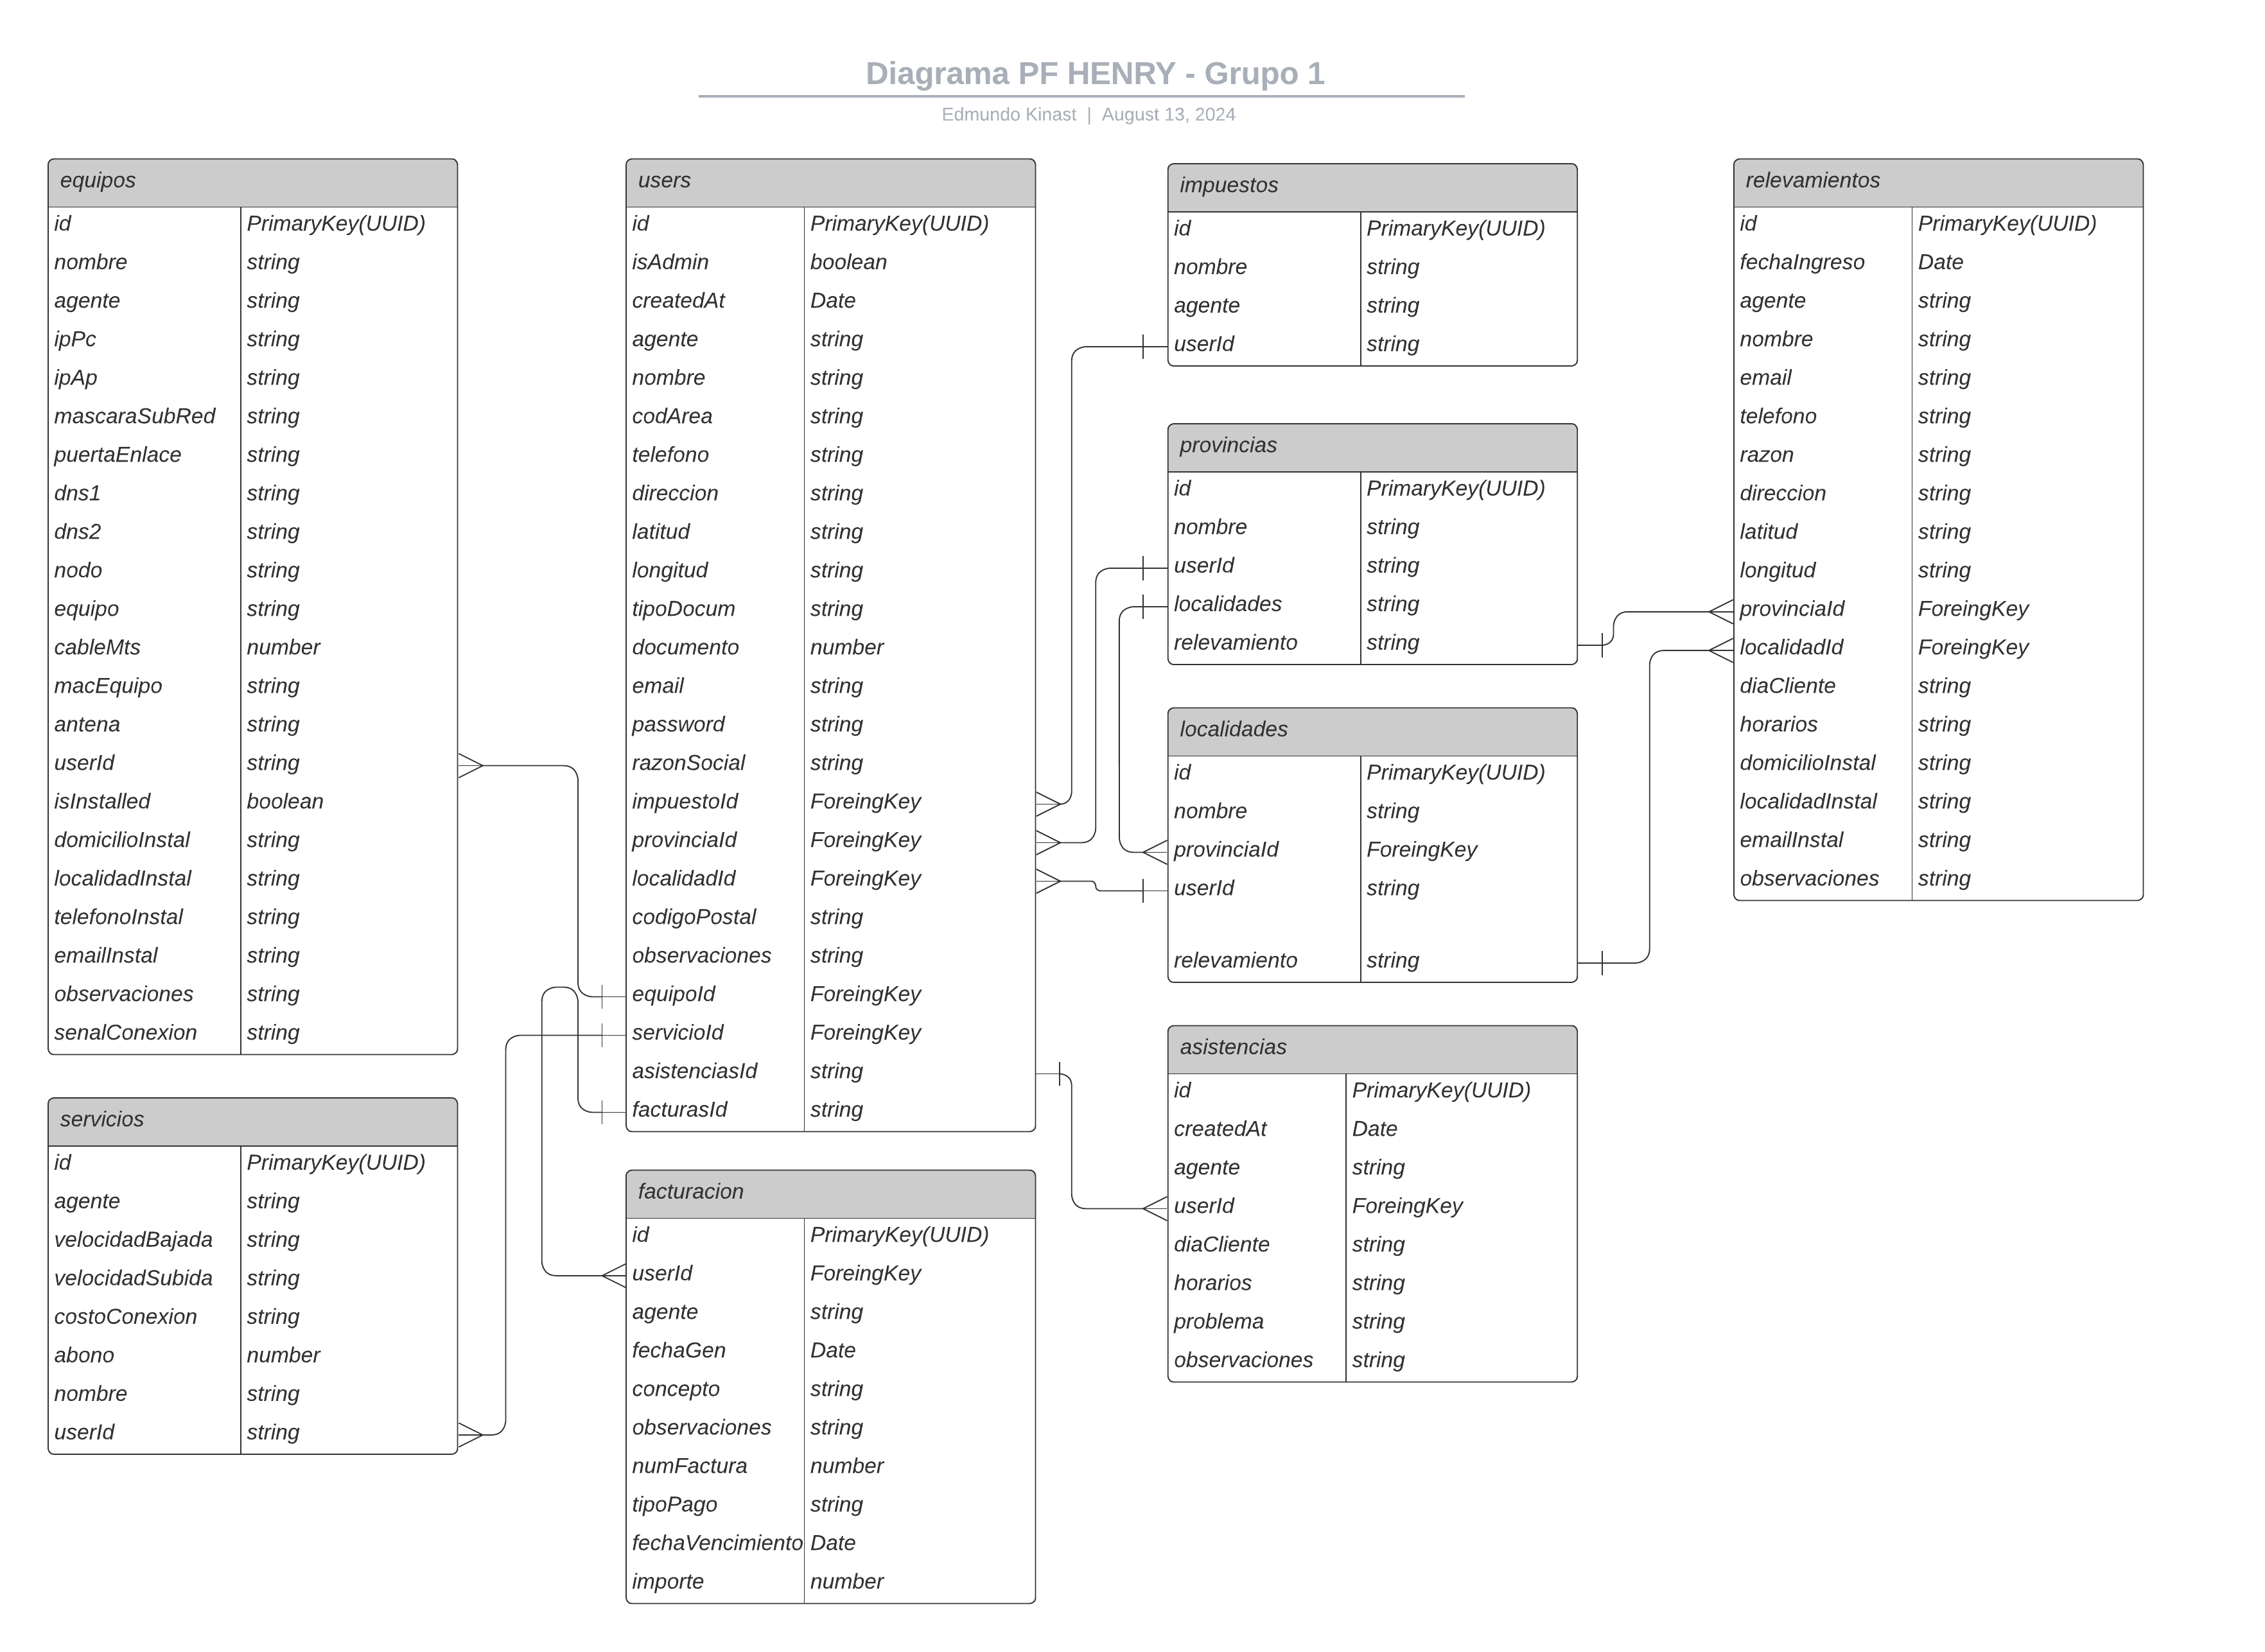 Diagrama PF HENRY - Grupo 1
Edmundo Kinast | August 13, 2024
equipos
id PrimaryKey(UUID)
nombre string
agente string
ipPc string
ipAp string
mascaraSubRed string
puertaEnlace string
dns1 string
dns2 string
nodo string
equipo string
cableMts number
macEquipo string
antena string
userId string
isInstalled boolean
domicilioInstal string
localidadInstal string
telefonoInstal string
emailInstal string
observaciones string
senalConexion string
servicios
id PrimaryKey(UUID)
agente string
velocidadBajada string
velocidadSubida string
costoConexion string
abono number
nombre string
userId string
users
id PrimaryKey(UUID)
isAdmin boolean
createdAt Date
agente string
nombre string
codArea string
telefono string
direccion string
latitud string
longitud string
tipoDocum string
documento number
email string
password string
razonSocial string
impuestoId ForeingKey
provinciaId ForeingKey
localidadId ForeingKey
codigoPostal string
observaciones string
equipoId ForeingKey
servicioId ForeingKey
asistenciasId string
facturasId string
facturacion
id PrimaryKey(UUID)
userId ForeingKey
agente string
fechaGen Date
concepto string
observaciones string
numFactura number
tipoPago string
fechaVencimiento Date
importe number
impuestos
id PrimaryKey(UUID)
nombre string
agente string
userId string
provincias
id PrimaryKey(UUID)
nombre string
userId string
localidades string
relevamiento string
localidades
id PrimaryKey(UUID)
nombre string
provinciaId ForeingKey
userId string
relevamiento string
asistencias
id PrimaryKey(UUID)
createdAt Date
agente string
userId ForeingKey
diaCliente string
horarios string
problema string
observaciones string
relevamientos
id PrimaryKey(UUID)
fechaIngreso Date
agente string
nombre string
email string
telefono string
razon string
direccion string
latitud string
longitud string
provinciaId ForeingKey
localidadId ForeingKey
diaCliente string
horarios string
domicilioInstal string
localidadInstal string
emailInstal string
observaciones string